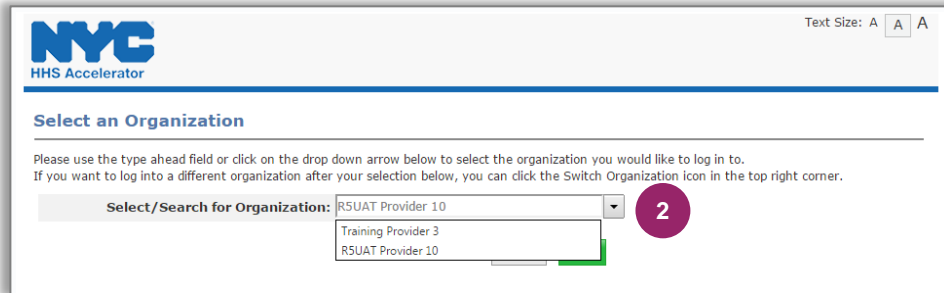 Text Size: A A A
NYC
HHS Accelerator
Select an Organization
Please use the type ahead field or click on the drop down arrow below to select the organization you would like to log in to.
If you want to log into a different organization after your selection below, you can click the Switch Organization icon in the top right corner.
Select/Search for Organization: R5UAT Provider 10
2
Training Provider 3
R5UAT Provider 10